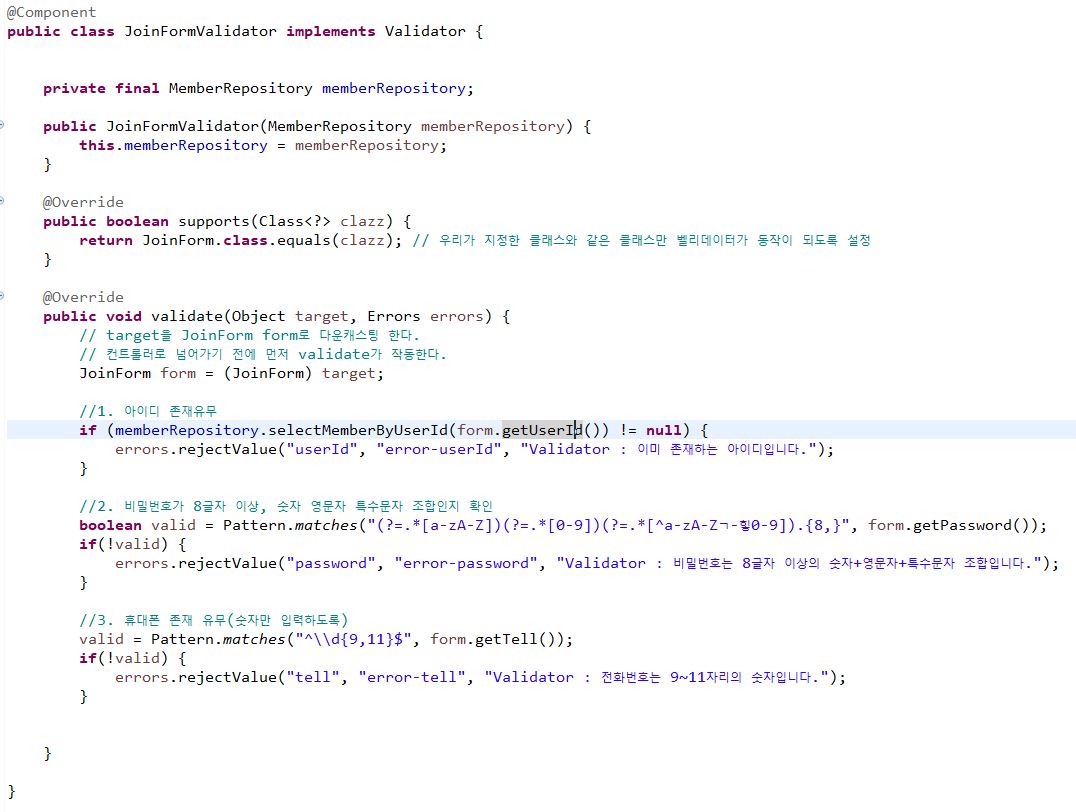 @Component
public class JoinFormValidator implements Validator {
private final MemberRepository memberRepository;
public JoinFormValidator(MemberRepository memberRepository) {
this.memberRepository = memberRepository;
}
@Override
public boolean supports(Class<?> clazz) {
return JoinForm.class.equals(clazz); // 우리가 지정한 클래스와 같은 클래스만 벨리데이터가 동작이 되도록 설정
}
@Override
public void validate(Object target, Errors errors) {
// target을 JoinForm form로 다운캐스팅 한다.
// 컨트롤러로 넘어가기 전에 먼저 validate가 작동한다.
JoinForm form = (JoinForm) target;
//1. 아이디 존재유무
if (memberRepository.selectMemberByUserId(form.getUserId()) != null) {
errors.rejectValue("userId", "error-userId", "Validator : 이미 존재하는 아이디입니다.");
}
//2. 비밀번호가 8글자 이상, 숫자 영문자 특수문자 조합인지 확인
boolean valid = Pattern.matches("(?=.*[a-zA-Z])(?=.*[0-9])(?=.*[^a-zA-Zㄱ-힣0-9]).{8,}", form.getPassword());
if(!valid) {
errors.rejectValue("password", "error-password", "Validator : 비밀번호는 8글자 이상의 숫자+영문자+특수문자 조합입니다.");
}
//3. 휴대폰 존재 유무(숫자만 입력하도록)
valid = Pattern.matches("^\\d{9,11}$", form.getTell());
if(!valid) {
errors.rejectValue("tell", "error-tell", "Validator : 전화번호는 9~11자리의 숫자입니다.");
}
}
}